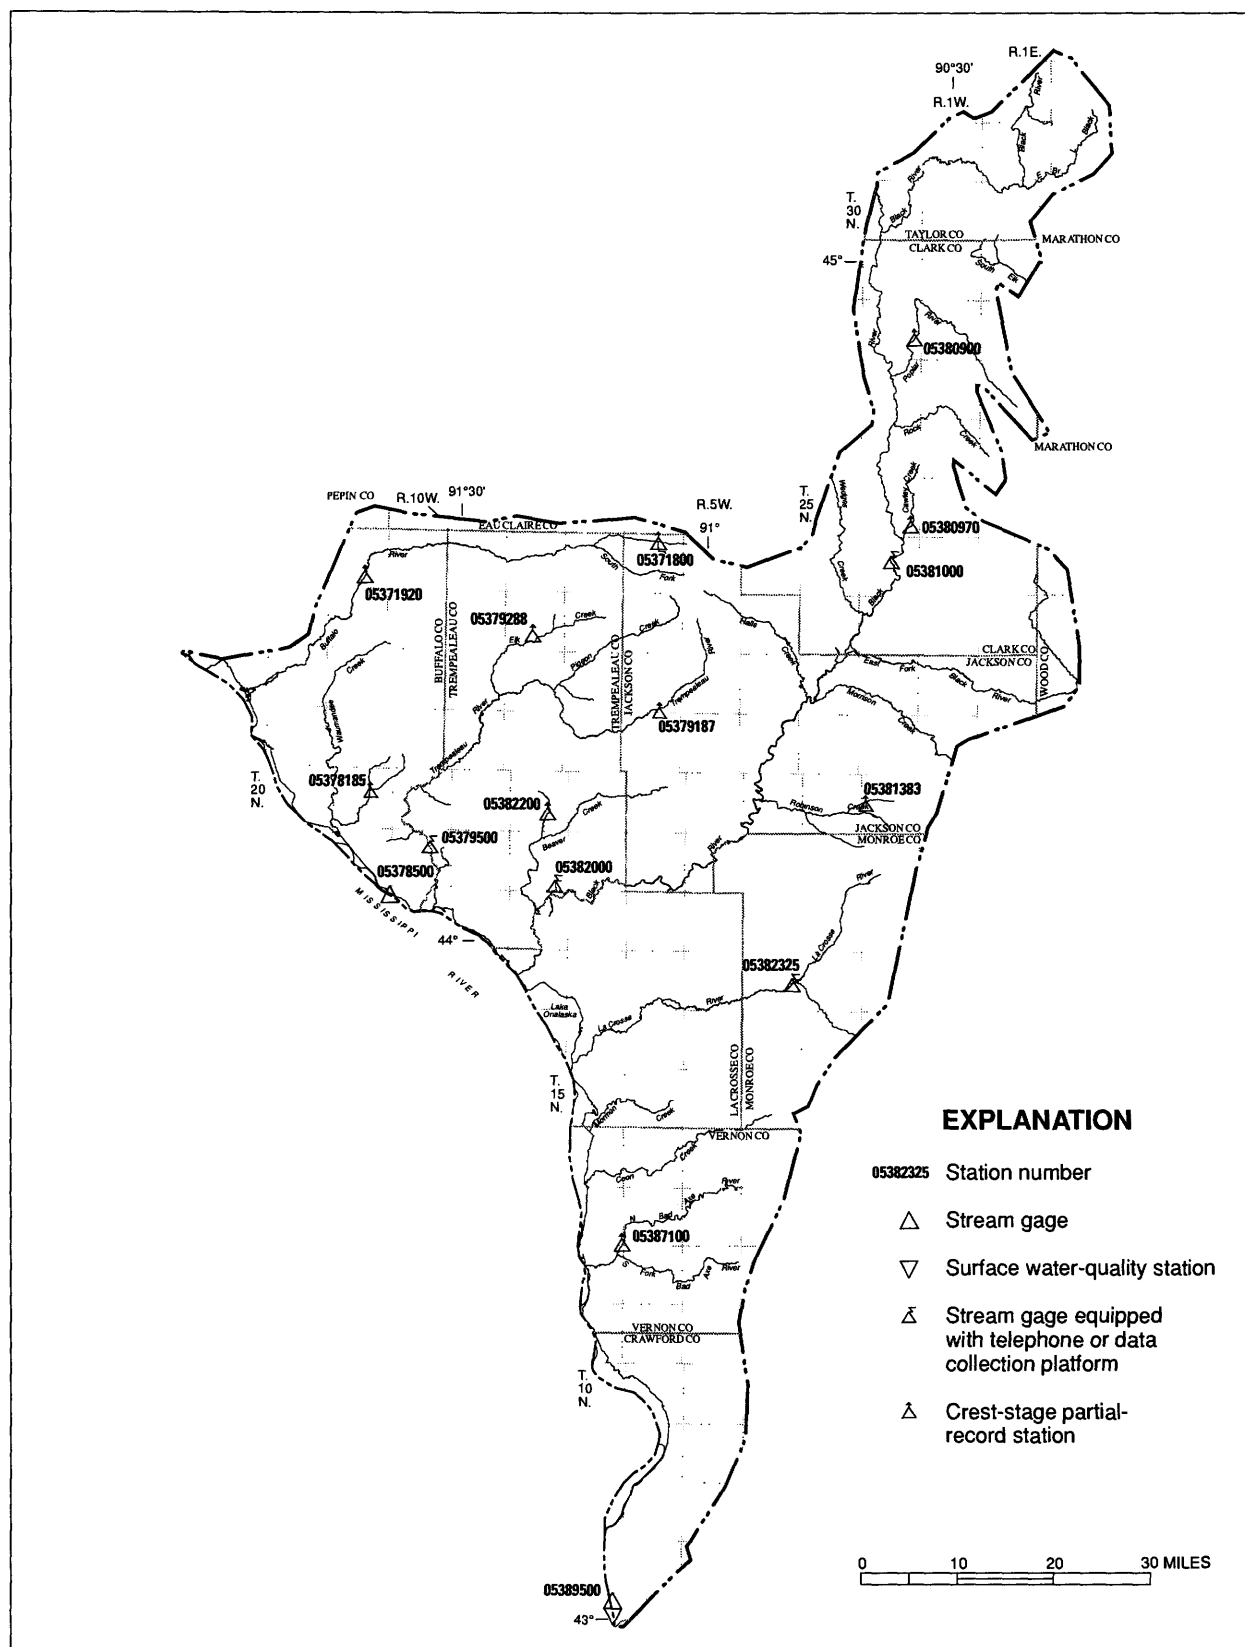 R.1E.
90°30'
R.1W.
River
Black
Black
E Br
River
Black
T.
30
N.
TAYLOR CO
CLARK CO
MARATHON CO
45°
South
Elk
River
River
05380900
Poplar
Rock
Creek
MARATHON CO
PEPIN CO
R.10W.
91°30'
R.5W.
91°
T.
25
N.
Creek
Cawley
Creek
EAU CLAIRE CO
05380970
River
05371800
South
Fork
05381000
05371920
Black
BUFFALO CO
TREMPEALEAU CO
05379288
Creek
Elk
Creek
Pigeon
Halls
Creek
Buffalo
Creek
TREMPEALEAU CO
JACKSON CO
River
Trempealeau
CLARK CO
JACKSON CO
WOOD CO
East
Fork
Black
River
Morrison
Creek
Waumandee
River
05379187
Trempealeau
T.
20
N.
05378185
05382200
Creek
Beaver
05381383
Robinson
Creek
JACKSON CO
MONROE CO
05379500
05378500
05382000
Black
River
River
MISSISSIPPI
RIVER
44°
05382325
La Crosse
Lake
Onalaska
La Crosse
River
LA CROSSE CO
MONROE CO
T.
15
N.
Mormon
Creek
VERNON CO
Coon
Creek
N
Bad
Axe
River
05387100
S
Fork
Bad
Axe
River
VERNON CO
CRAWFORD CO
T.
10
N.
05389500
43°
EXPLANATION
05382325 Station number
Stream gage
Surface water-quality station
Stream gage equipped
with telephone or data
collection platform
Crest-stage partial-
record station
0 10 20 30 MILES